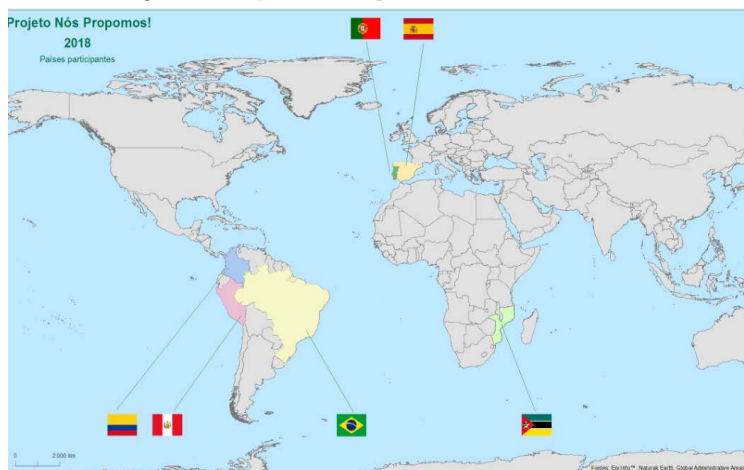 Projeto Nós Propomos!
2018
Países participantes
0 2 000 km
Fontes: Epi Info™, Natural Earth, Global Administrative Areas